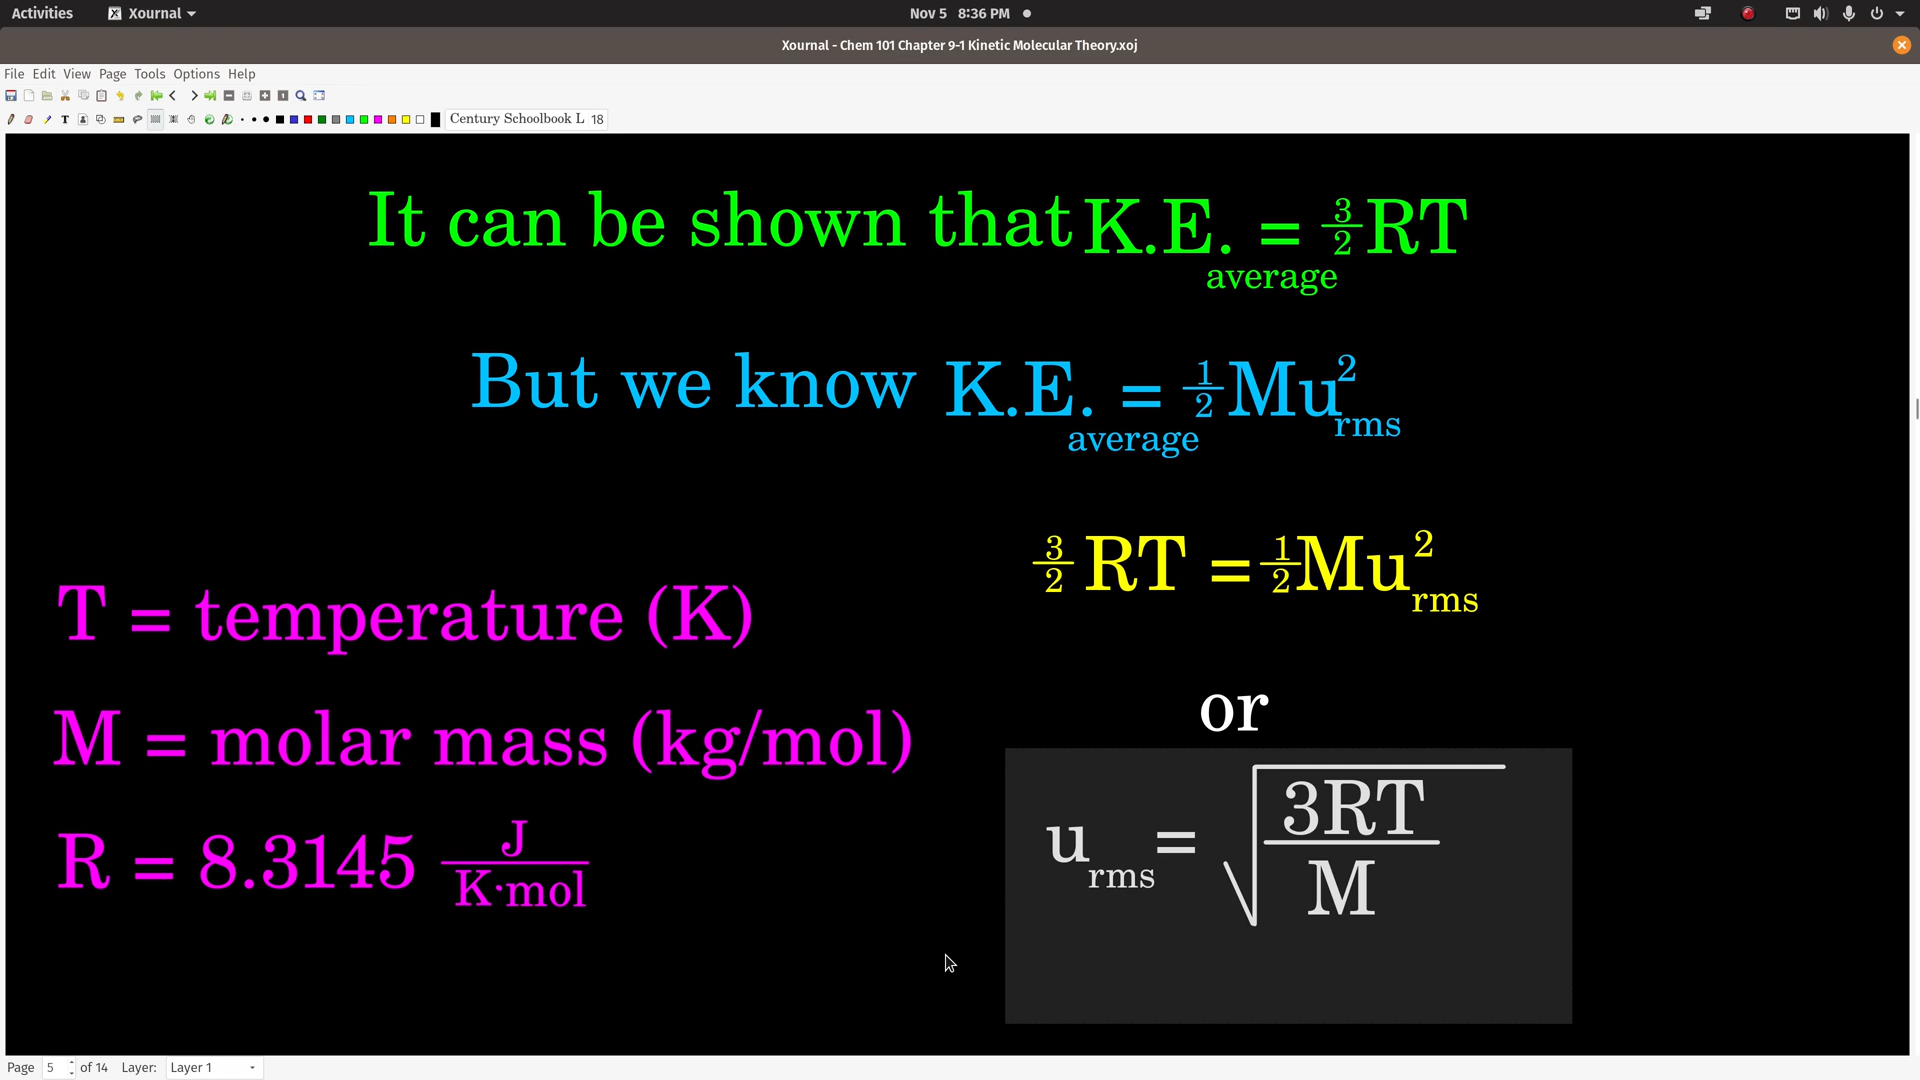 Activities Xournal Nov 5 8:36 PM
Xournal - Chem 101 Chapter 9-1 Kinetic Molecular Theory.xoj
File Edit View Page Tools Options Help
Century Schoolbook L 18
It can be shown that K.E. average = 3/2 RT
But we know K.E. average = 1/2 Mu²rms
3/2 RT = 1/2 Mu²rms
T = temperature (K)
or
M = molar mass (kg/mol)
u rms = √(3RT/M)
R = 8.3145 J/K·mol
Page 5 of 14 Layer: Layer 1